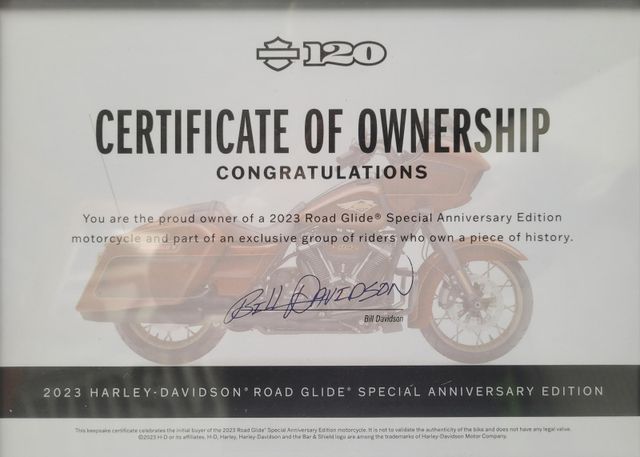 120
CERTIFICATE OF OWNERSHIP
CONGRATULATIONS
You are the proud owner of a 2023 Road Glide® Special Anniversary Edition
motorcycle and part of an exclusive group of riders who own a piece of history.
BILL DAVIDSON
Bill Davidson
2023 HARLEY-DAVIDSON® ROAD GLIDE® SPECIAL ANNIVERSARY EDITION
This keepsake certificate celebrates the initial buyer of the 2023 Road Glide® Special Anniversary Edition motorcycle. It is not to validate the authenticity of the bike and does not have any legal value.
©2023 H-D or its affiliates. H-D, Harley, Harley-Davidson and the Bar & Shield logo are among the trademarks of Harley-Davidson Motor Company.